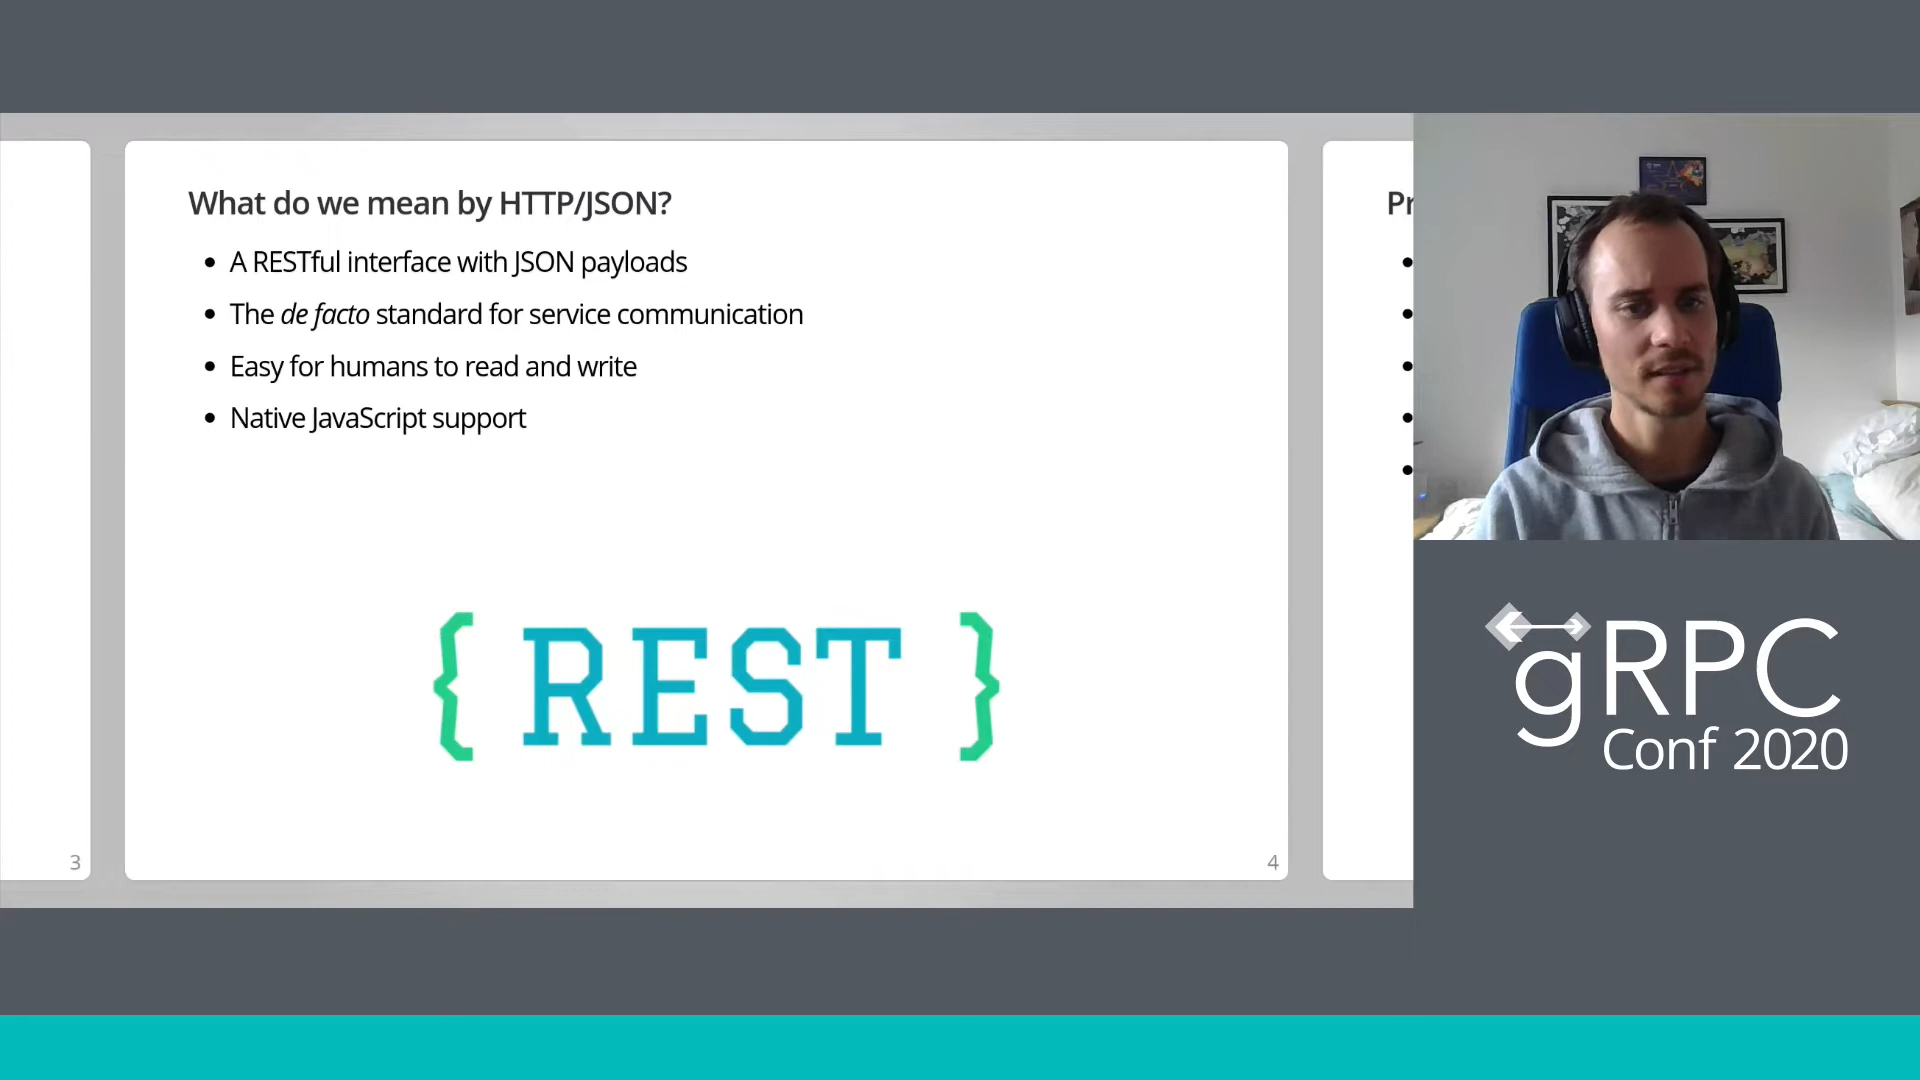 What do we mean by HTTP/JSON?
A RESTful interface with JSON payloads
The de facto standard for service communication
Easy for humans to read and write
Native JavaScript support
{ REST }
3
4
Pr
gRPC
Conf 2020